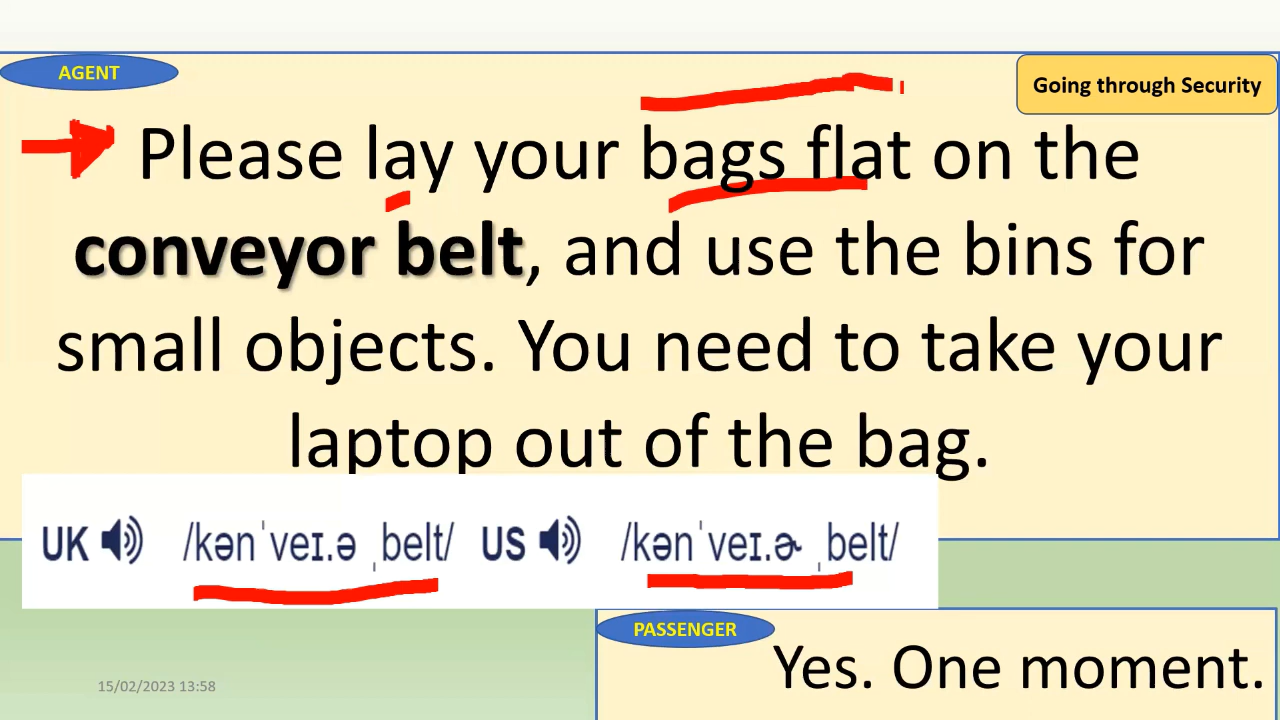 AGENT
Going through Security
Please lay your bags flat on the
conveyor belt, and use the bins for
small objects. You need to take your
laptop out of the bag.
UK /kənˈveɪ.ə ˌbelt/ US /kənˈveɪ.ɚ ˌbelt/
PASSENGER
Yes. One moment.
15/02/2023 13:58